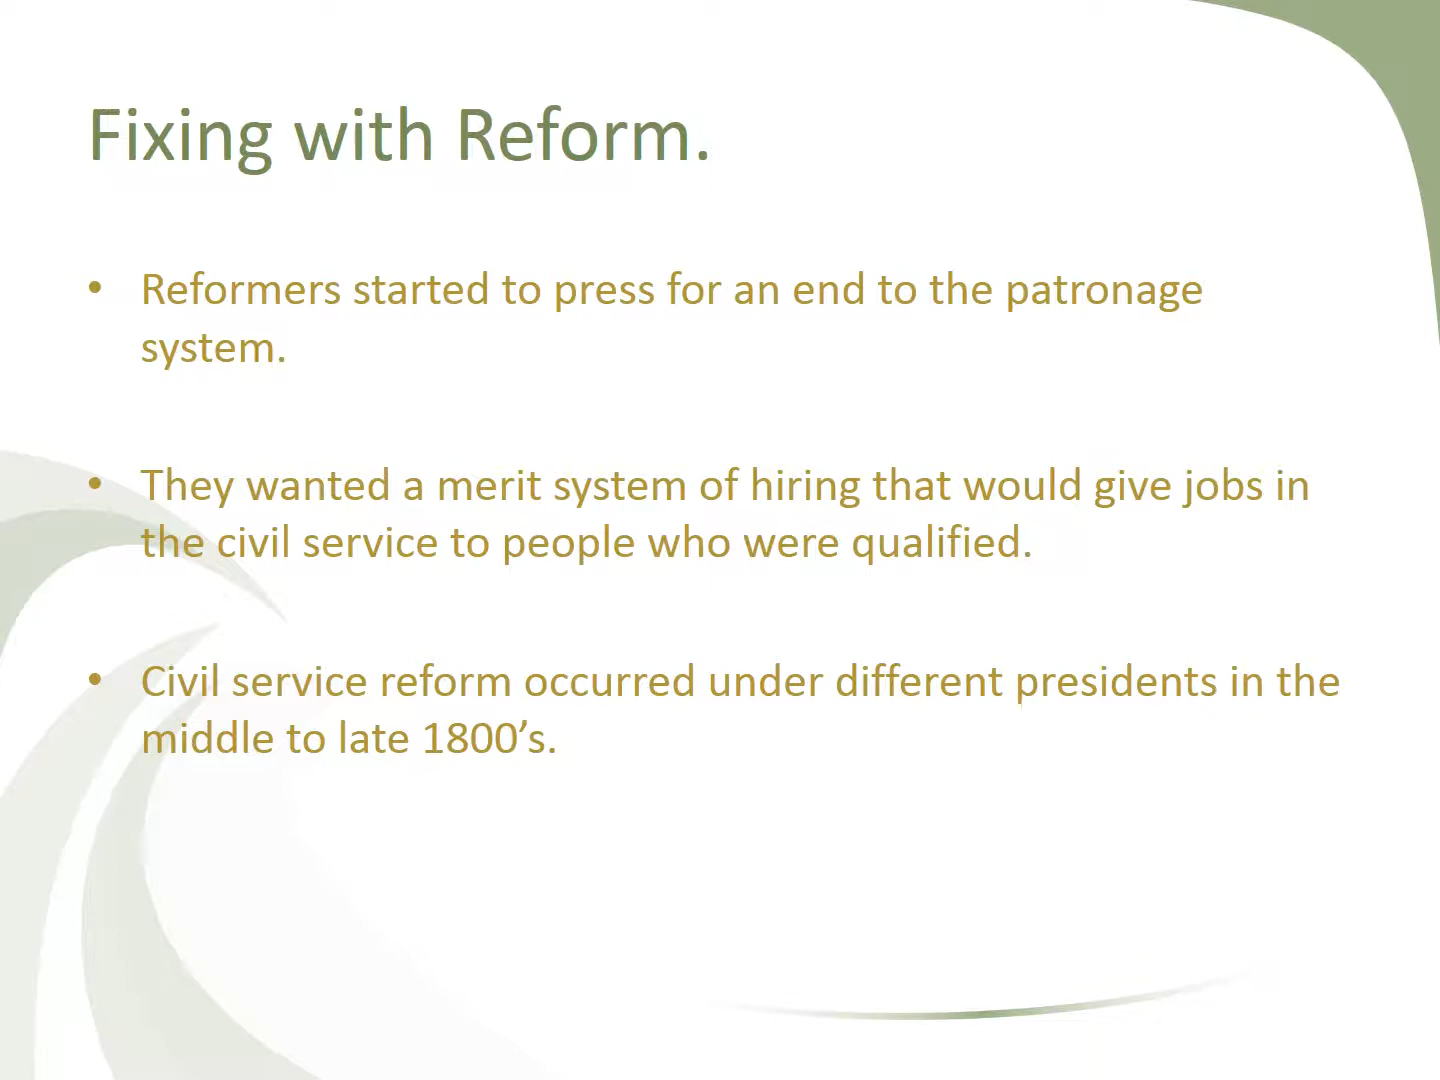 Fixing with Reform.
• Reformers started to press for an end to the patronage
system.
• They wanted a merit system of hiring that would give jobs in
the civil service to people who were qualified.
• Civil service reform occurred under different presidents in the
middle to late 1800’s.